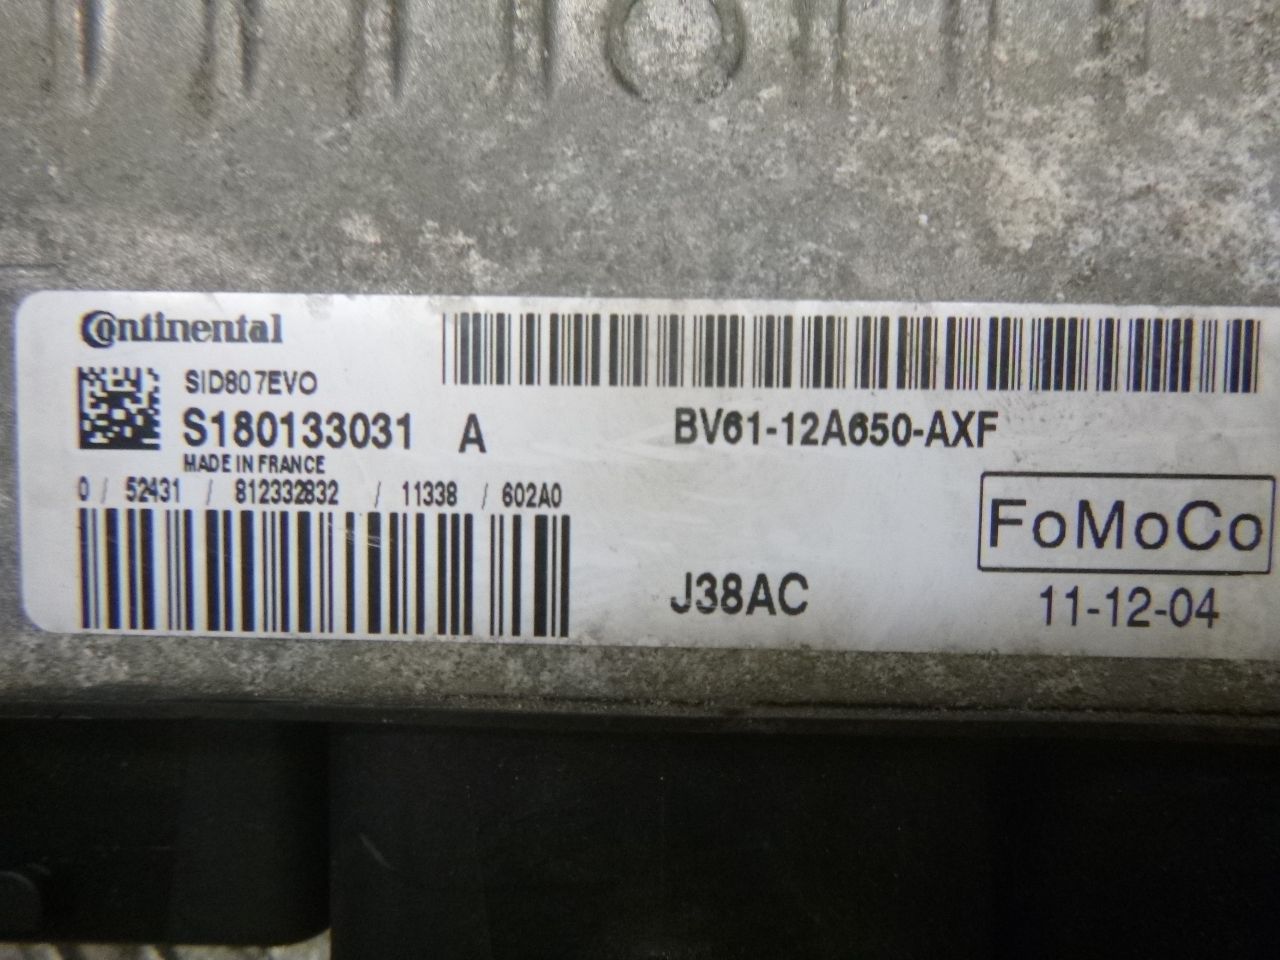 Continental
SID807EVO
S180133031 A
MADE IN FRANCE
0 / 52431 / 812332832 / 11338 / 602A0
BV61-12A650-AXF
FoMoCo
J38AC
11-12-04